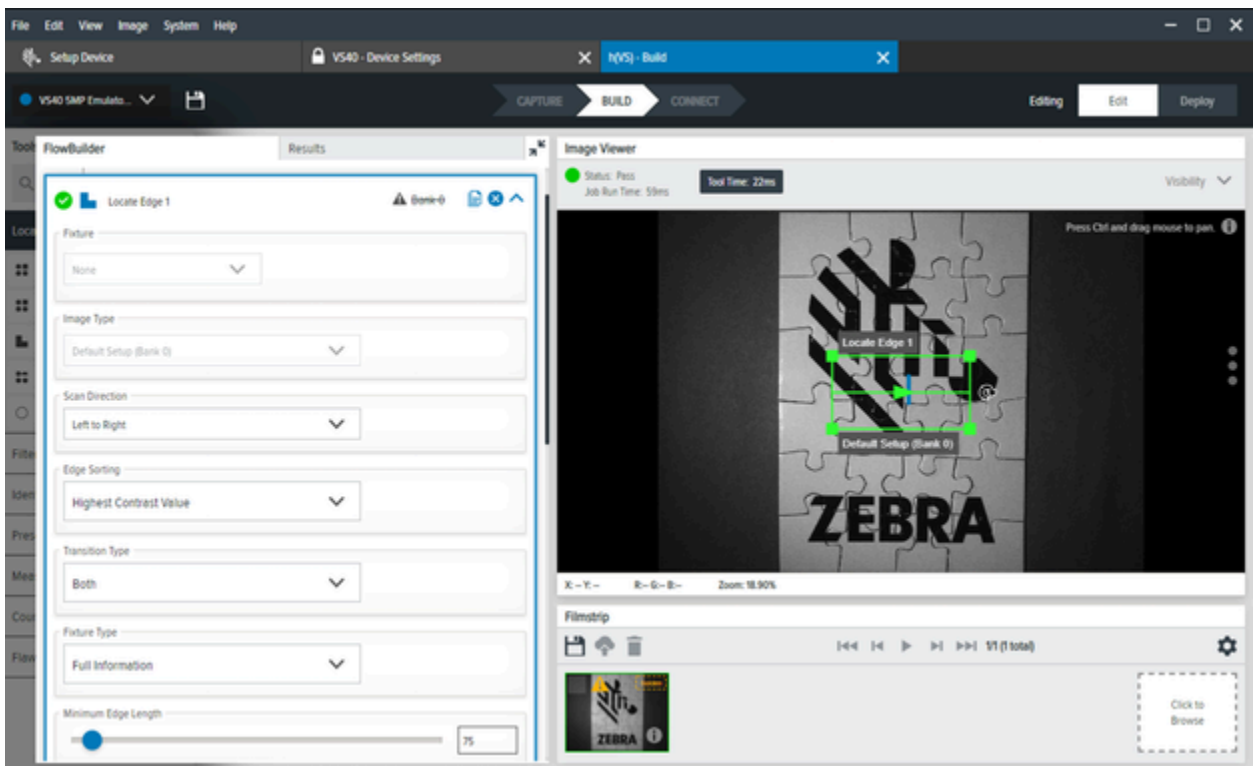 File Edit View Image System Help
Setup Device
VS40 - Device Settings
h(VS) - Build
VS40 SMP Emulato...
CAPTURE BUILD CONNECT
Editing Edit Deploy
FlowBuilder Results
Locate Edge 1 Bank 0
Fixture
None
Image Type
Default Setup (Bank 0)
Scan Direction
Left to Right
Edge Sorting
Highest Contrast Value
Transition Type
Both
Fixture Type
Full Information
Minimum Edge Length
75
Image Viewer
Status: Pass
Job Run Time: 59ms
Tool Time: 22ms
Visibility
Press Ctrl and drag mouse to pan.
Locate Edge 1
Default Setup (Bank 0)
ZEBRA
X: -- Y: -- R:-- G:-- B:-- Zoom: 18.90%
Filmstrip
1/1 (1 total)
ZEBRA
Click to
Browse